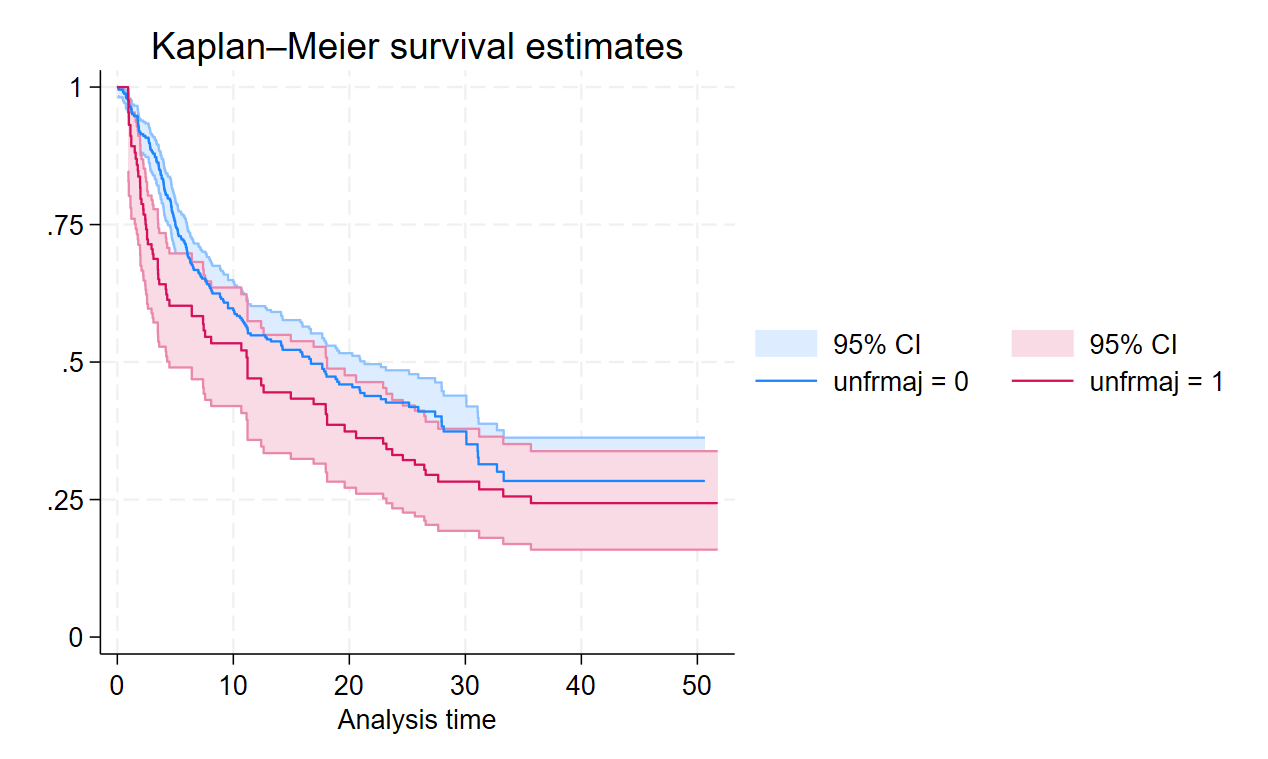 Kaplan–Meier survival estimates
1
.75
.5
.25
0
0 10 20 30 40 50
Analysis time
95% CI 95% CI
unfrmaj = 0 unfrmaj = 1